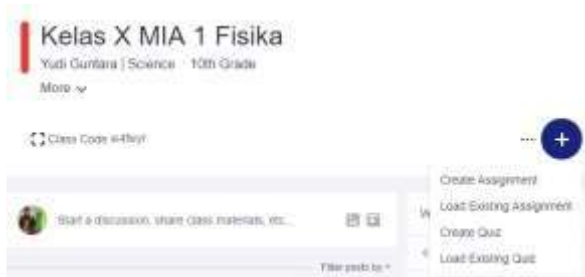 Kelas X MIA 1 Fisika
Yudi Guntara | Science 10th Grade
More
Class Code
Create Assignment
Load Existing Assignment
Create Quiz
Load Existing Quiz
Start a discussion, share class materials, etc...
Filter posts by